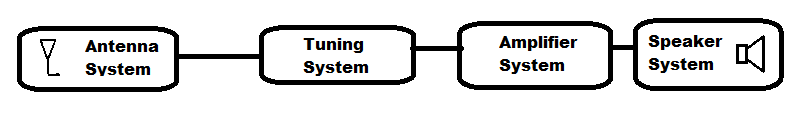 Antenna
System
Tuning
System
Amplifier
System
Speaker
System